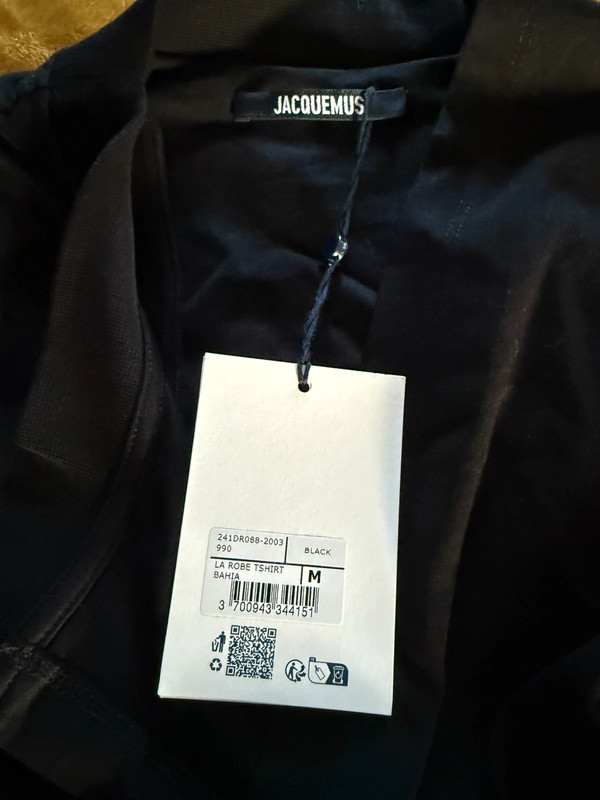 JACQUEMUS
241DR088-2003
990
BLACK
LA ROBE TSHIRT
BAHIA
M
3 700943 344151